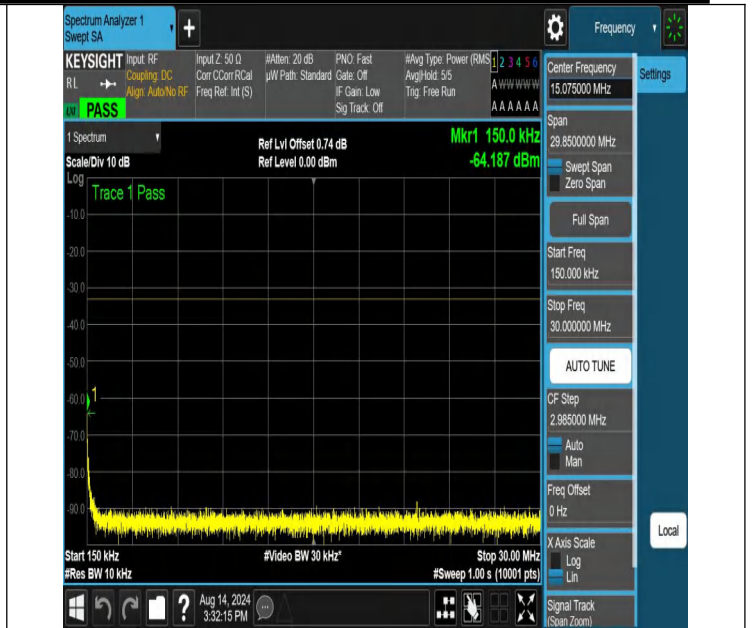 Spectrum Analyzer 1
Swept SA
+
Frequency
KEYSIGHT
RL
PASS
Input: RF
Coupling: DC
Align: Auto/No RF
Input Z: 50 Ω
Corr CCorr RCal
Freq Ref: Int (S)
#Atten: 20 dB
µW Path: Standard
PNO: Fast
Gate: Off
IF Gain: Low
Sig Track: Off
#Avg Type: Power (RMS
Avg|Hold: 5/5
Trig: Free Run
1 2 3 4 5 6
A W W W W W
A A A A A A
1 Spectrum
Scale/Div 10 dB
Ref Lvl Offset 0.74 dB
Ref Level 0.00 dBm
Mkr1 150.0 kHz
-64.187 dBm
Log
Trace 1 Pass
-10.0
-20.0
-30.0
-40.0
-50.0
-60.0
1
-70.0
-80.0
-90.0
Start 150 kHz
#Res BW 10 kHz
#Video BW 30 kHz*
Stop 30.00 MHz
#Sweep 1.00 s (10001 pts)
?
Aug 14, 2024
3:32:15 PM
Center Frequency
15.075000 MHz
Settings
Span
29.8500000 MHz
Swept Span
Zero Span
Full Span
Start Freq
150.000 kHz
Stop Freq
30.000000 MHz
AUTO TUNE
CF Step
2.985000 MHz
Auto
Man
Freq Offset
0 Hz
X Axis Scale
Log
Lin
Signal Track
(Span Zoom)
Local